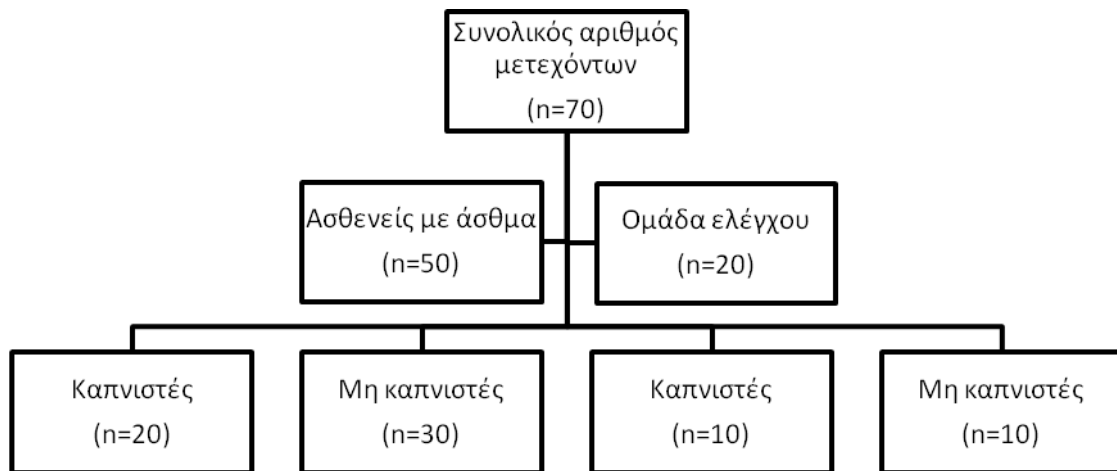 Συνολικός αριθμός
μετεχόντων
(n=70)
Ασθενείς με άσθμα
(n=50)
Ομάδα ελέγχου
(n=20)
Καπνιστές
(n=20)
Μη καπνιστές
(n=30)
Καπνιστές
(n=10)
Μη καπνιστές
(n=10)